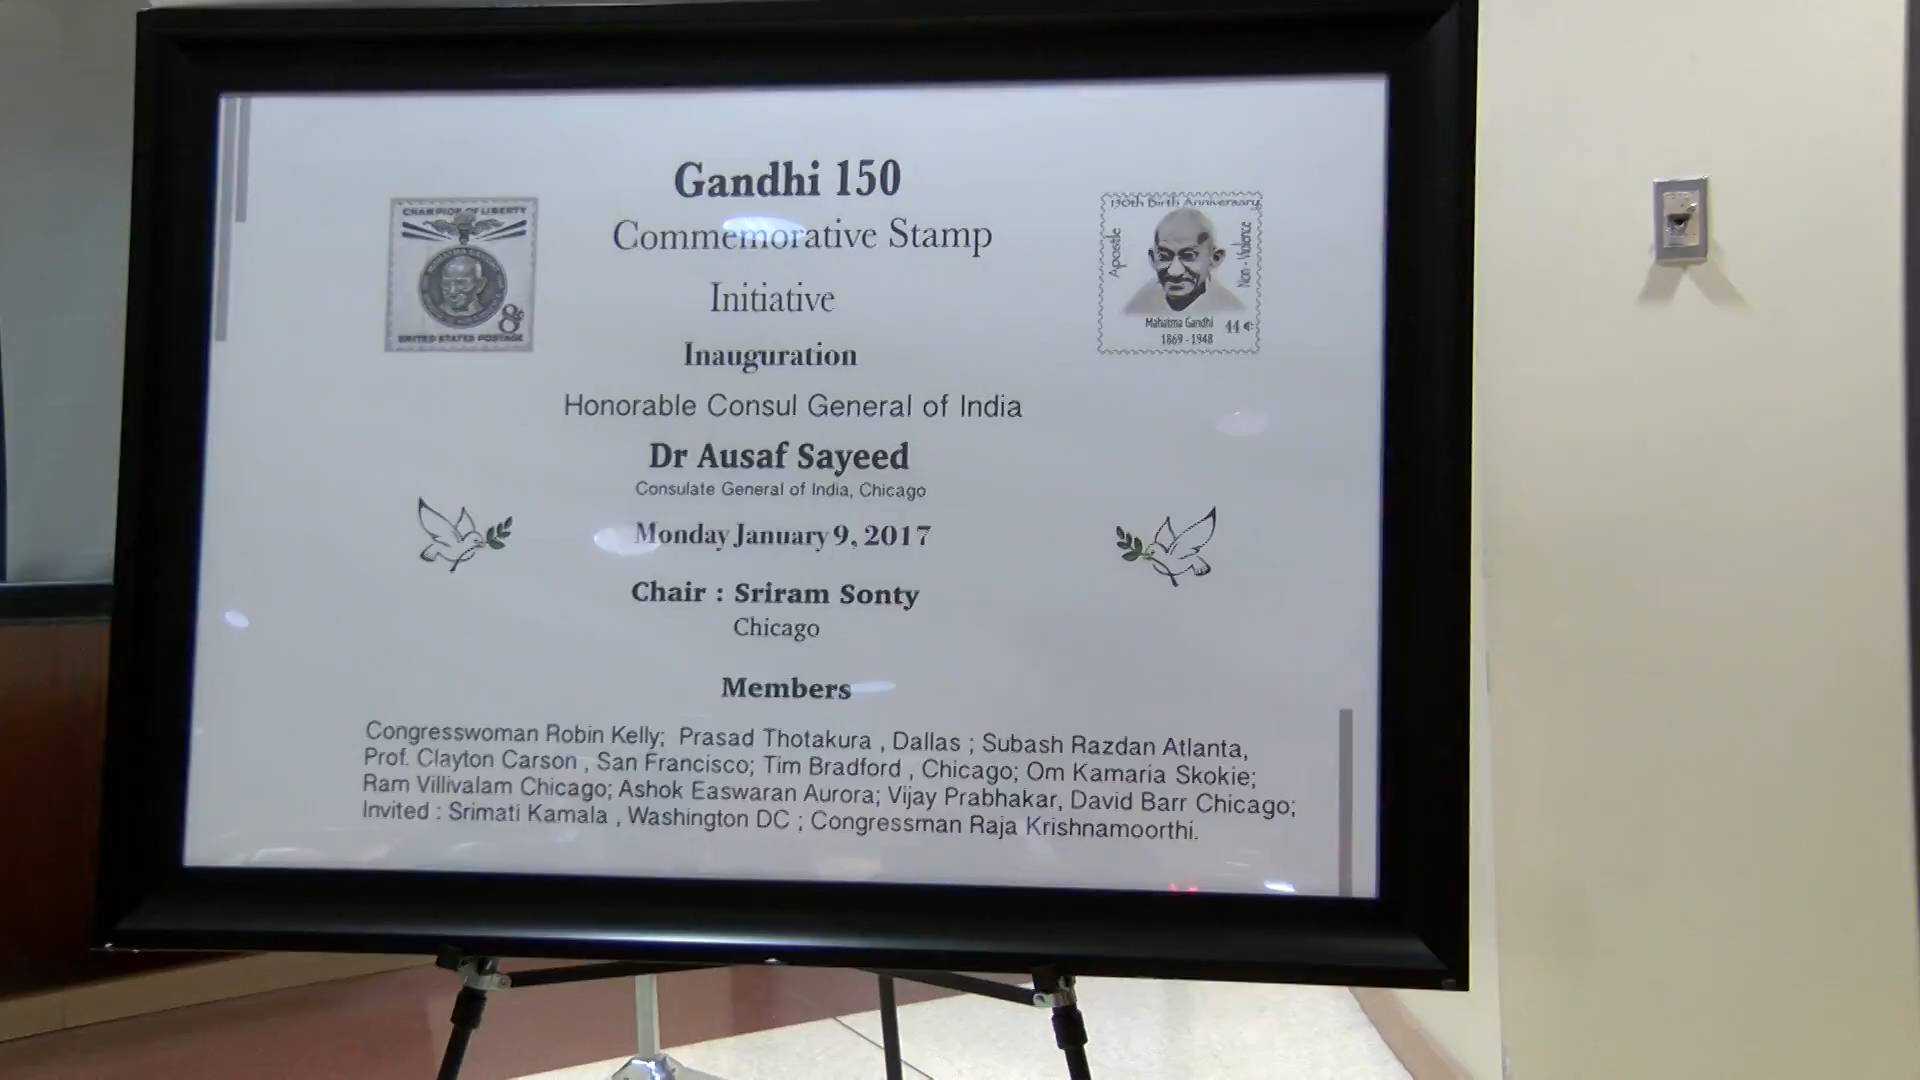 Gandhi 150
Commemorative Stamp
Initiative
CHAMPION OF LIBERTY
8¢
UNITED STATES POSTAGE
150th Birth Anniversary
Apostle
Non - Violence
Mahatma Gandhi 44 ¢
1869 - 1948
Inauguration
Honorable Consul General of India
Dr Ausaf Sayeed
Consulate General of India, Chicago
Monday January 9, 2017
Chair : Sriram Sonty
Chicago
Members
Congresswoman Robin Kelly; Prasad Thotakura , Dallas ; Subash Razdan Atlanta,
Prof. Clayton Carson , San Francisco; Tim Bradford , Chicago; Om Kamaria Skokie;
Ram Villivalam Chicago; Ashok Easwaran Aurora; Vijay Prabhakar, David Barr Chicago;
Invited : Srimati Kamala , Washington DC ; Congressman Raja Krishnamoorthi.